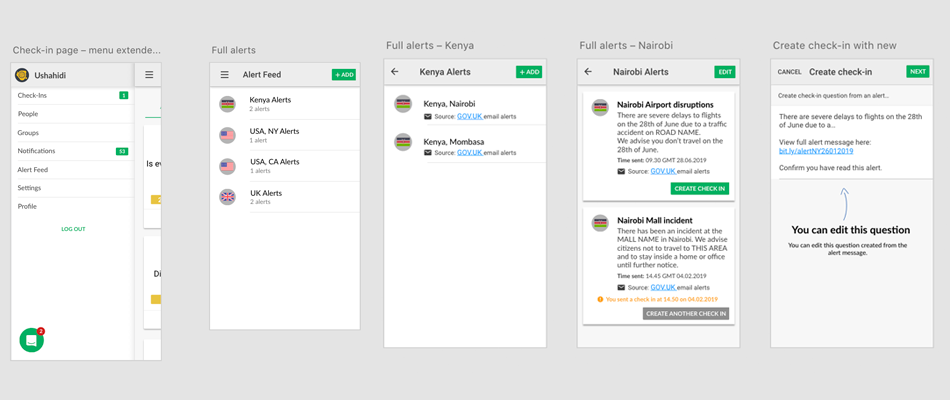 Check-in page – menu extende...
Ushahidi
Check-Ins 1
People
Groups
Notifications 53
Alert Feed
Settings
Profile
LOG OUT
Is ev
2
Di
2
Full alerts
Alert Feed
+ ADD
Kenya Alerts
2 alerts
USA, NY Alerts
1 alerts
USA, CA Alerts
1 alerts
UK Alerts
2 alerts
Full alerts – Kenya
Kenya Alerts
+ ADD
Kenya, Nairobi
Source: GOV.UK email alerts
Kenya, Mombasa
Source: GOV.UK email alerts
Full alerts – Nairobi
Nairobi Alerts
EDIT
Nairobi Airport disruptions
There are severe delays to flights
on the 28th of June due to a traffic
accident on ROAD NAME.
We advise you don't travel on the
28th of June.
Time sent: 09:30 GMT 28.06.2019
Source: GOV.UK email alerts
CREATE CHECK IN
Nairobi Mall incident
There has been an incident at the
MALL NAME in Nairobi. We advise
citizens not to travel to THIS AREA
and to stay inside a home or office
until further notice.
Time sent: 14.45 GMT 04.02.2019
Source: GOV.UK email alerts
You sent a check in at 14.50 on 04.02.2019
CREATE ANOTHER CHECK IN
Create check-in with new
CANCEL
Create check-in
NEXT
Create check-in question from an alert...
There are severe delays to flights on the 28th
of June due to a...
View full alert message here:
bit.ly/alertNY26012019
Confirm you have read this alert.
You can edit this question
You can edit this question created from the
alert message.